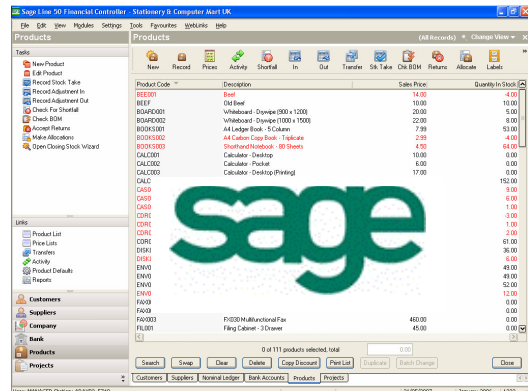 Sage Line 50 Financial Controller - Stationery & Computer Mart UK
File Edit View Modules Settings Tools Favourites WebLinks Help
Products
Products (All Records) Change View
Tasks
New Product
Edit Product
Record Stock Take
Record Adjustment In
Record Adjustment Out
Check For Shortfall
Check BOM
Accept Returns
Make Allocations
Open Closing Stock Wizard
Links
Product List
Price Lists
Transfers
Activity
Product Defaults
Reports
Customers
Suppliers
Company
Bank
Products
Projects
New Record Prices Activity Shortfall In Out Transfer Stk Take Chk BOM Returns Allocate Labels
Product Code Description Sales Price Quantity In Stock
BEE001 Beef 14.00 -4.00
BEEF Old Beef 10.00 0.00
BOARD001 Whiteboard - Drywipe (900 x 1200) 20.00 5.00
BOARD002 Whiteboard - Drywipe (1000 x 1500) 22.00 8.00
BOOKS001 A4 Ledger Book - 5 Column 7.99 53.00
BOOKS002 A4 Carbon Copy Book - Triplicate 2.99 -4.00
BOOKS003 Shorthand Notebook - 80 Sheets 4.50 64.00
CALC001 Calculator - Desktop 10.00 0.00
CALC002 Calculator - Pocket 6.00 0.00
CALC003 Calculator - Desktop (Printing) 17.00 0.00
CALC 152.00
CASO 9.00
CASO 6.00
CASO 1.00
CDRC -3.00
CDRC 1.00
CDRC 2.00
CDRC 61.00
DISKI 36.00
DISKI 6.00
ENVO 49.00
ENVO 49.00
ENVO 52.00
ENVO 12.00
FAX00 0.00
FAX00 0.00
FAX003 FX030 Multifunctional Fax 460.00 0.00
FIL001 Filing Cabinet - 3 Drawer 45.00 0.00
sage
0 of 111 products selected, total 0.00
Search Swap Clear Delete Copy Discount Print List Duplicate Batch Change Close
Customers Suppliers Nominal Ledger Bank Accounts Products Projects